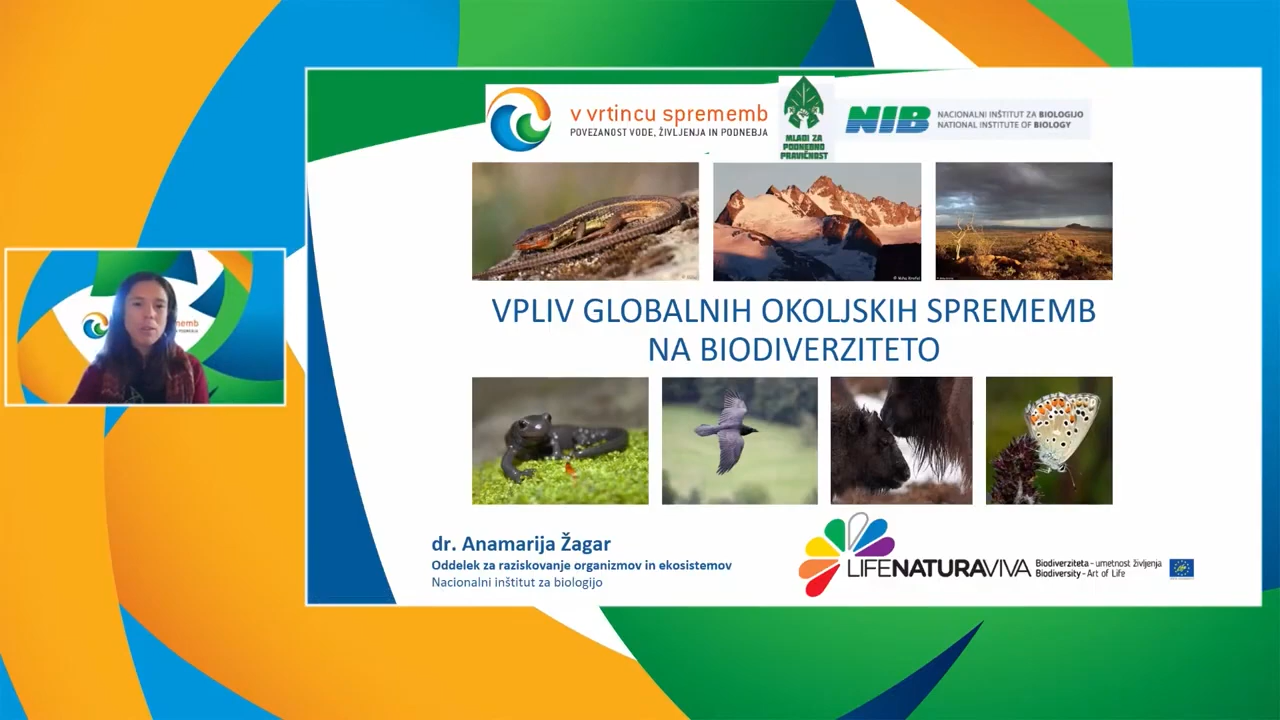 v vrtincu sprememb
POVEZANOST VODE, ŽIVLJENJA IN PODNEBJA
MLADI ZA
PODNEBNO
PRAVIČNOST
NIB
NACIONALNI INŠTITUT ZA BIOLOGIJO
NATIONAL INSTITUTE OF BIOLOGY
VPLIV GLOBALNIH OKOLJSKIH SPREMEMB
NA BIODIVERZITETO
dr. Anamarija Žagar
Oddelek za raziskovanje organizmov in ekosistemov
Nacionalni inštitut za biologijo
LIFENATURAVIVA
Biodiverziteta - umetnost življenja
Biodiversity - Art of Life